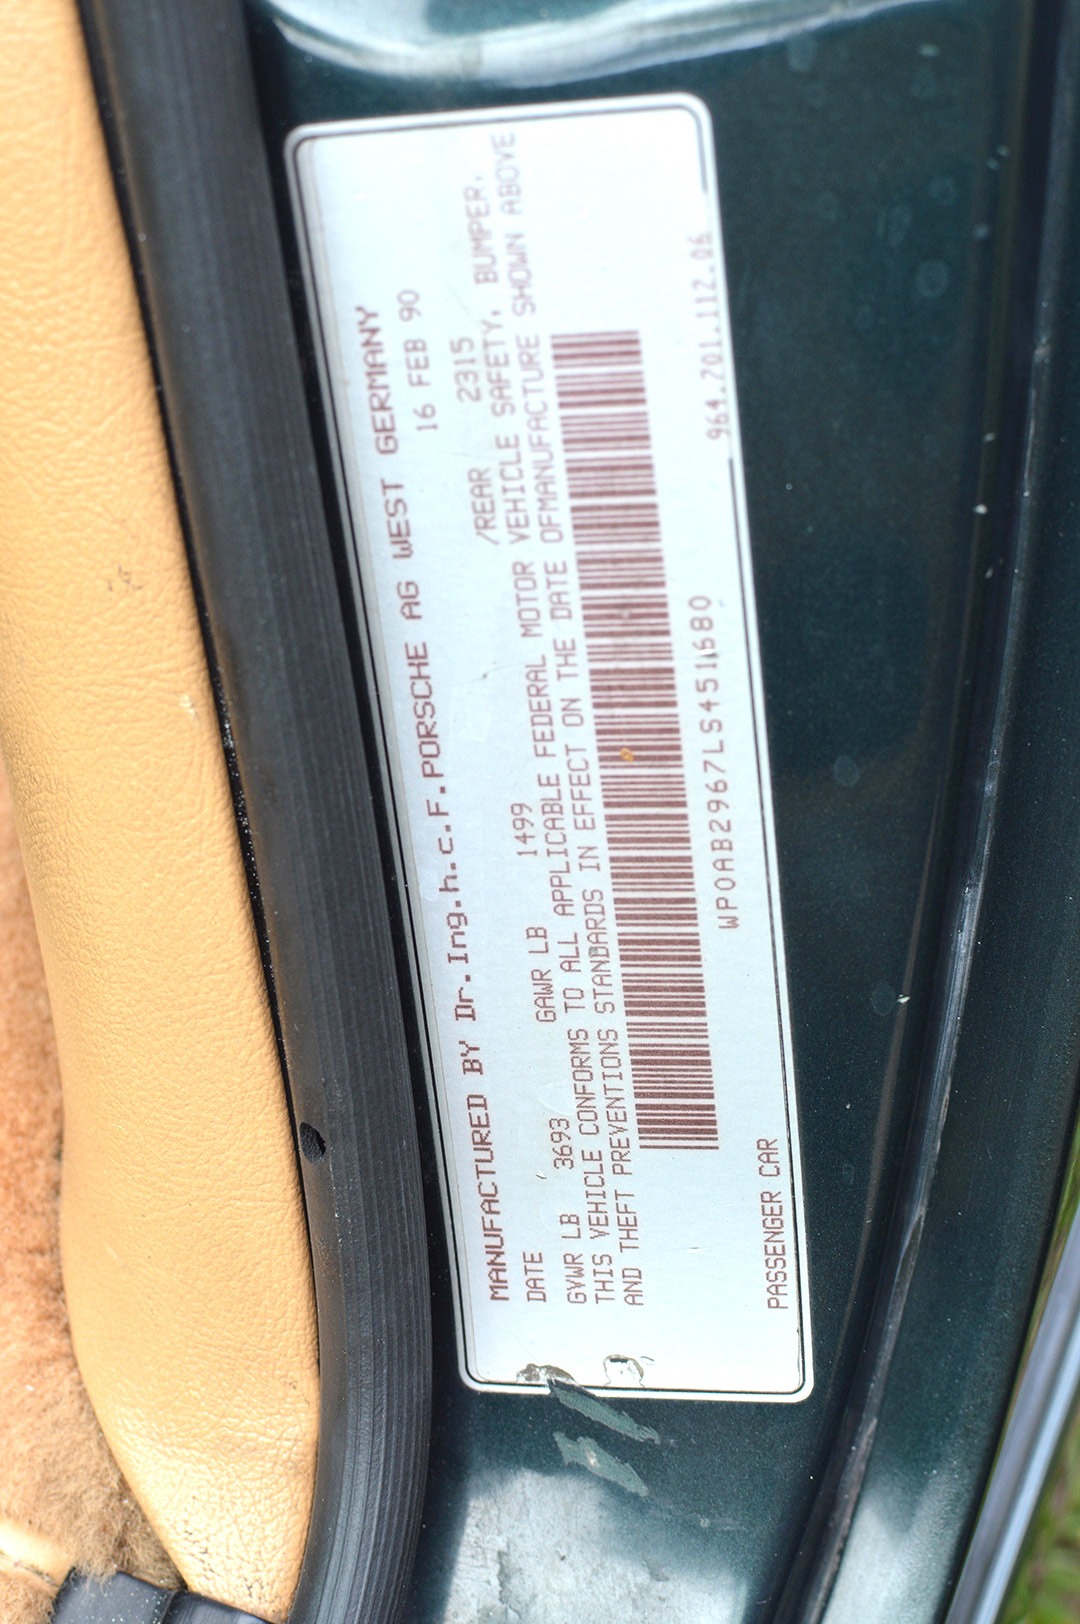 MANUFACTURED BY Dr.Ing.h.c.F.PORSCHE AG WEST GERMANY
DATE 16 FEB 90
GVWR LB 3693 GAWR LB 1499 /REAR 2315
THIS VEHICLE CONFORMS TO ALL APPLICABLE FEDERAL MOTOR VEHICLE SAFETY, BUMPER,
AND THEFT PREVENTIONS STANDARDS IN EFFECT ON THE DATE OFMANUFACTURE SHOWN ABOVE
WP0AB2967LS451680
PASSENGER CAR 964.701.112.06